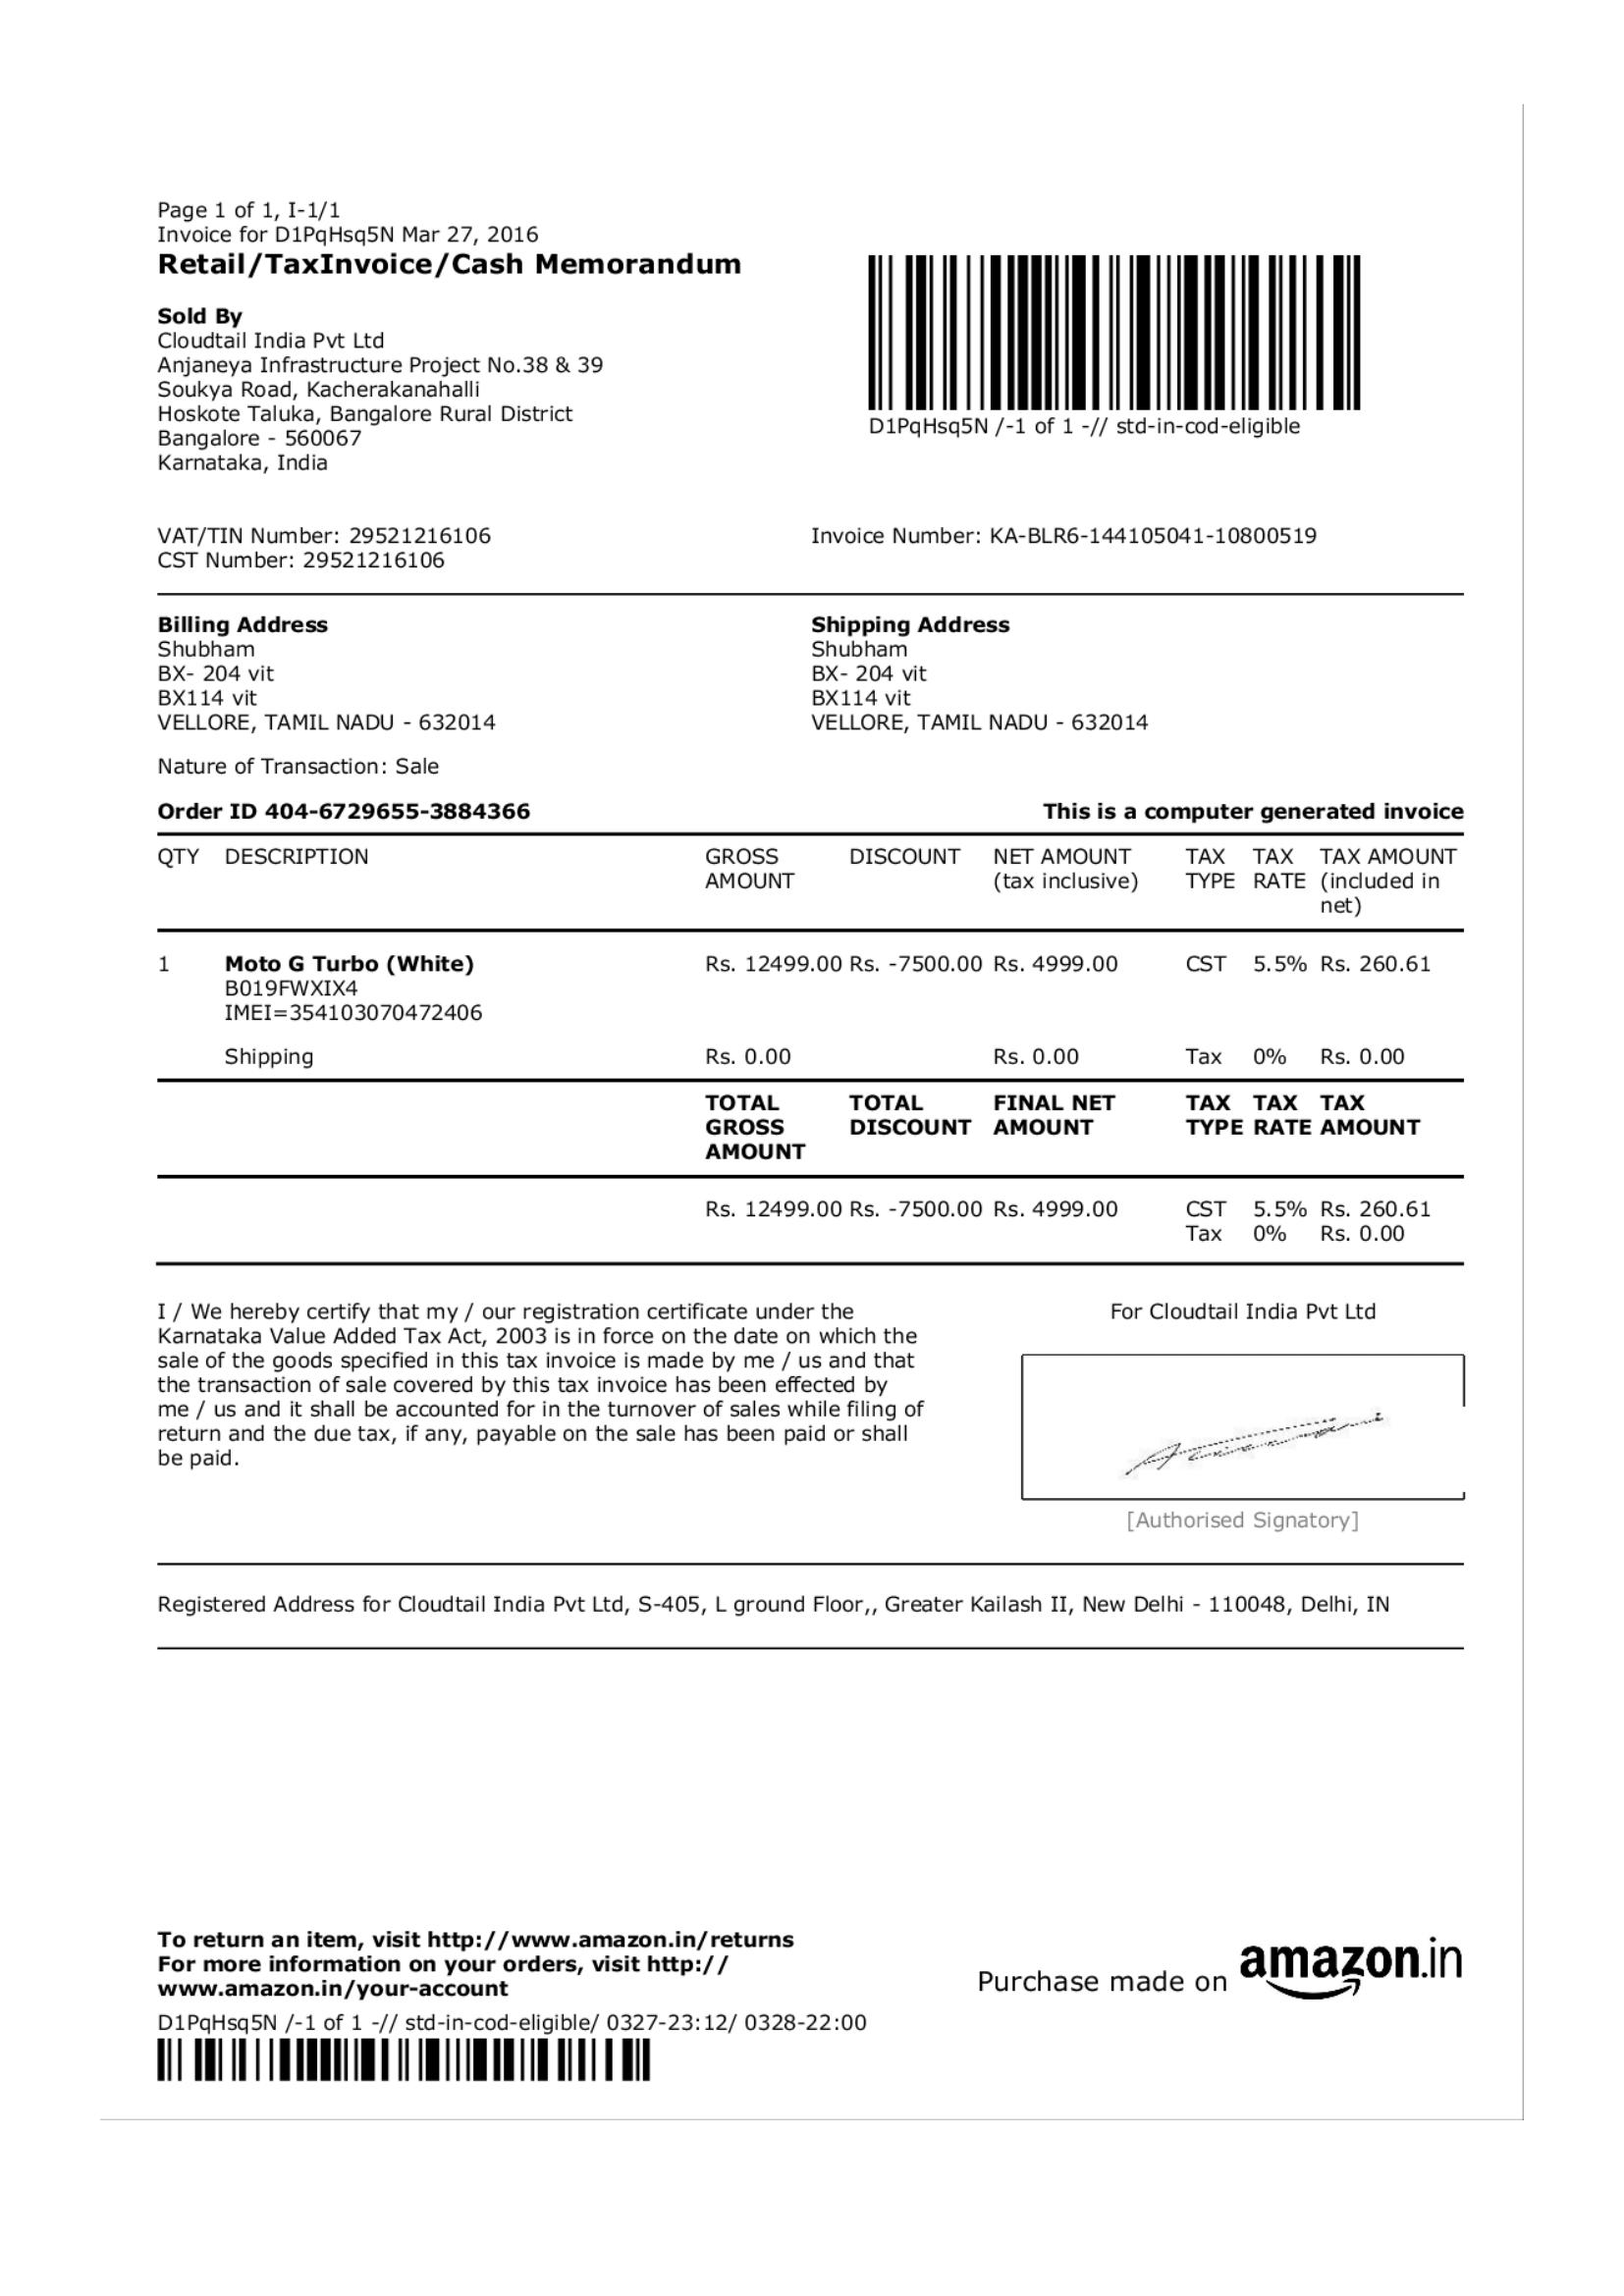 Page 1 of 1, I-1/1
Invoice for D1PqHsq5N Mar 27, 2016
Retail/TaxInvoice/Cash Memorandum
Sold By
Cloudtail India Pvt Ltd
Anjaneya Infrastructure Project No.38 & 39
Soukya Road, Kacherakanahalli
Hoskote Taluka, Bangalore Rural District
Bangalore - 560067
Karnataka, India
D1PqHsq5N /-1 of 1 -// std-in-cod-eligible
VAT/TIN Number: 29521216106
CST Number: 29521216106
Invoice Number: KA-BLR6-144105041-10800519
Billing Address
Shubham
BX- 204 vit
BX114 vit
VELLORE, TAMIL NADU - 632014
Shipping Address
Shubham
BX- 204 vit
BX114 vit
VELLORE, TAMIL NADU - 632014
Nature of Transaction: Sale
Order ID 404-6729655-3884366 This is a computer generated invoice
QTY DESCRIPTION GROSS DISCOUNT NET AMOUNT TAX TAX TAX AMOUNT
AMOUNT (tax inclusive) TYPE RATE (included in
net)
1 Moto G Turbo (White) Rs. 12499.00 Rs. -7500.00 Rs. 4999.00 CST 5.5% Rs. 260.61
B019FWXIX4
IMEI=354103070472406
Shipping Rs. 0.00 Rs. 0.00 Tax 0% Rs. 0.00
TOTAL TOTAL FINAL NET TAX TAX TAX
GROSS DISCOUNT AMOUNT TYPE RATE AMOUNT
AMOUNT
Rs. 12499.00 Rs. -7500.00 Rs. 4999.00 CST 5.5% Rs. 260.61
Tax 0% Rs. 0.00
I / We hereby certify that my / our registration certificate under the
Karnataka Value Added Tax Act, 2003 is in force on the date on which the
sale of the goods specified in this tax invoice is made by me / us and that
the transaction of sale covered by this tax invoice has been effected by
me / us and it shall be accounted for in the turnover of sales while filing of
return and the due tax, if any, payable on the sale has been paid or shall
be paid.
For Cloudtail India Pvt Ltd
[Authorised Signatory]
Registered Address for Cloudtail India Pvt Ltd, S-405, L ground Floor,, Greater Kailash II, New Delhi - 110048, Delhi, IN
To return an item, visit http://www.amazon.in/returns
For more information on your orders, visit http://
www.amazon.in/your-account
Purchase made on amazon.in
D1PqHsq5N /-1 of 1 -// std-in-cod-eligible/ 0327-23:12/ 0328-22:00